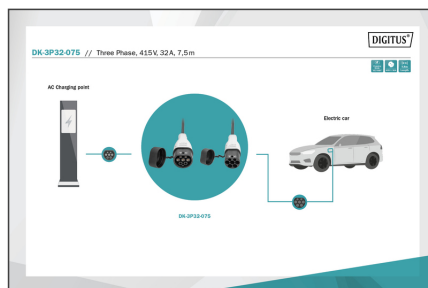 DIGITUS®
DK-3P32-075 // Three Phase, 415V, 32A, 7,5m
AC Charging point
Electric car
DK-3P32-075